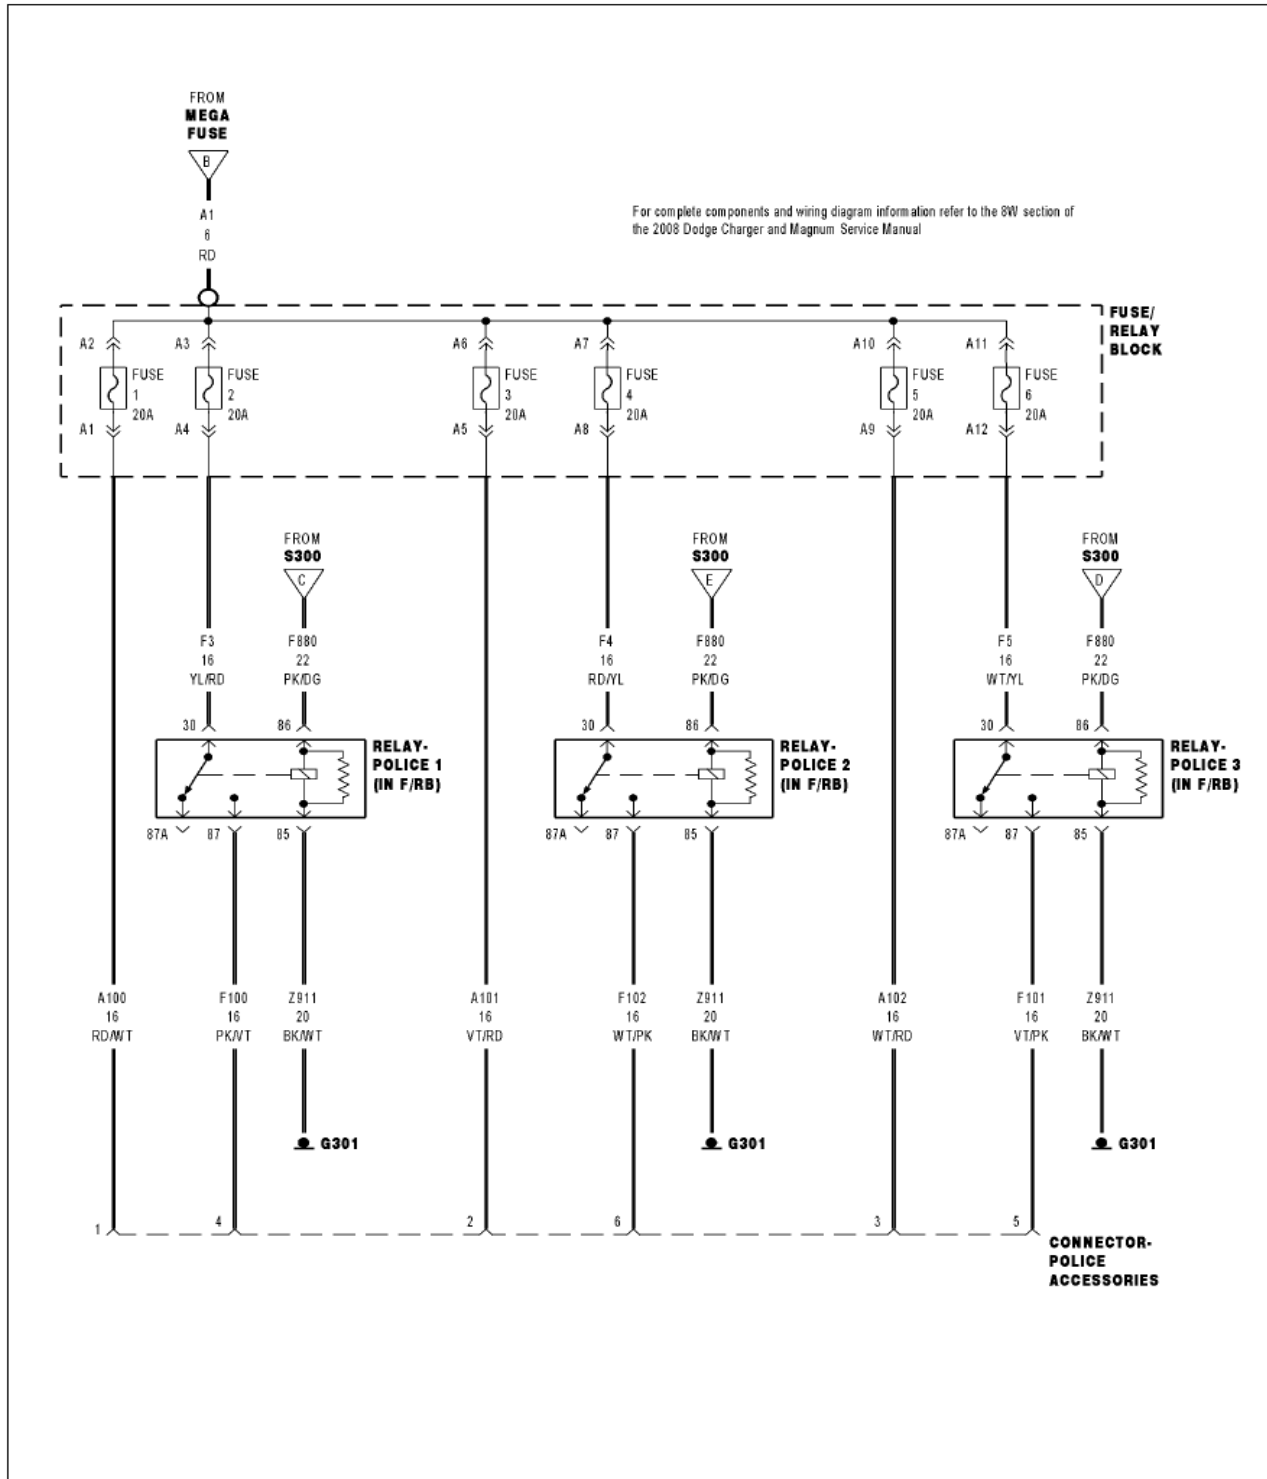 FROM
MEGA
FUSE
B
A1
6
RD
For complete components and wiring diagram information refer to the 8W section of
the 2008 Dodge Charger and Magnum Service Manual
FUSE/
RELAY
BLOCK
A2
A3
A6
A7
A10
A11
FUSE
1
20A
FUSE
2
20A
FUSE
3
20A
FUSE
4
20A
FUSE
5
20A
FUSE
6
20A
A1
A4
A5
A8
A9
A12
FROM
S300
C
FROM
S300
E
FROM
S300
D
F3
16
YL/RD
F880
22
PK/DG
F4
16
RD/YL
F880
22
PK/DG
F5
16
WT/YL
F880
22
PK/DG
30
86
30
86
30
86
RELAY-
POLICE 1
(IN F/RB)
RELAY-
POLICE 2
(IN F/RB)
RELAY-
POLICE 3
(IN F/RB)
87A
87
85
87A
87
85
87A
87
85
A100
16
RD/WT
F100
16
PK/VT
Z911
20
BK/WT
A101
16
VT/RD
F102
16
WT/PK
Z911
20
BK/WT
A102
16
WT/RD
F101
16
VT/PK
Z911
20
BK/WT
G301
G301
G301
1
4
2
6
3
5
CONNECTOR-
POLICE
ACCESSORIES